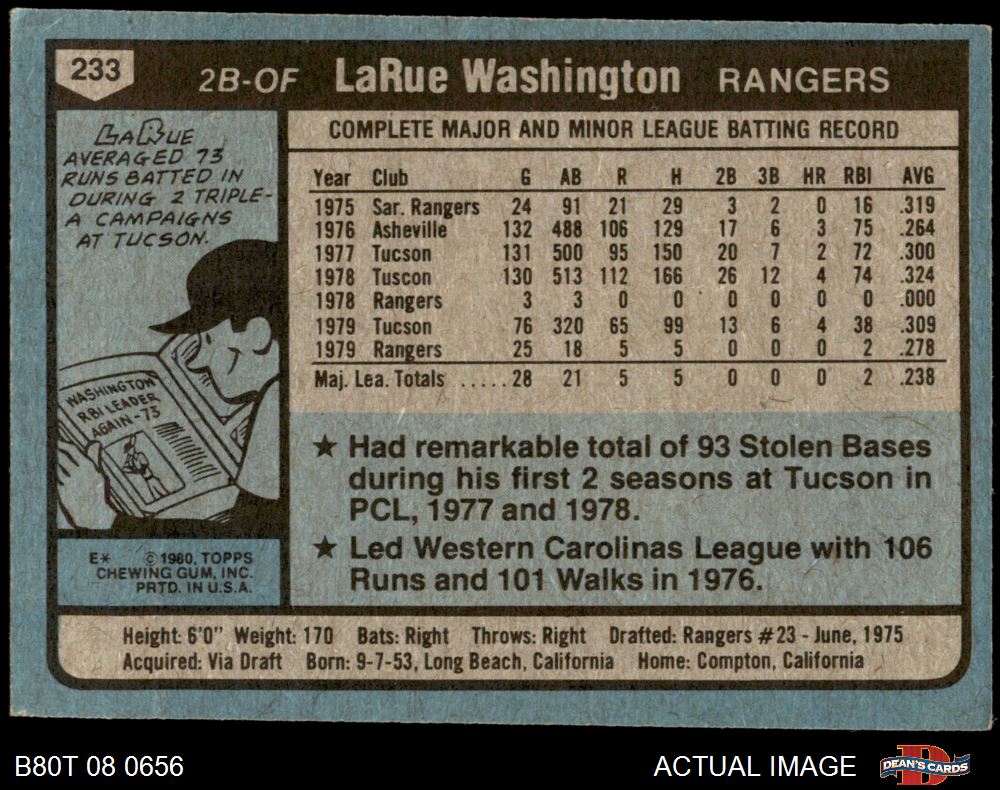 233
2B-OF LaRue Washington RANGERS
LaRue
AVERAGED 73
RUNS BATTED IN
DURING 2 TRIPLE-
A CAMPAIGNS
AT TUCSON.
WASHINGTON
RBI LEADER
AGAIN-73
E* © 1980, TOPPS
CHEWING GUM, INC.
PRTD. IN U.S.A.
COMPLETE MAJOR AND MINOR LEAGUE BATTING RECORD
Year Club G AB R H 2B 3B HR RBI AVG
1975 Sar. Rangers 24 91 21 29 3 2 0 16 .319
1976 Asheville 132 488 106 129 17 6 3 75 .264
1977 Tucson 131 500 95 150 20 7 2 72 .300
1978 Tuscon 130 513 112 166 26 12 4 74 .324
1978 Rangers 3 3 0 0 0 0 0 0 .000
1979 Tucson 76 320 65 99 13 6 4 38 .309
1979 Rangers 25 18 5 5 0 0 0 2 .278
Maj. Lea. Totals .....28 21 5 5 0 0 0 2 .238
★ Had remarkable total of 93 Stolen Bases
during his first 2 seasons at Tucson in
PCL, 1977 and 1978.
★ Led Western Carolinas League with 106
Runs and 101 Walks in 1976.
Height: 6'0" Weight: 170 Bats: Right Throws: Right Drafted: Rangers #23 - June, 1975
Acquired: Via Draft Born: 9-7-53, Long Beach, California Home: Compton, California
B80T 08 0656 ACTUAL IMAGE DEAN'S CARDS